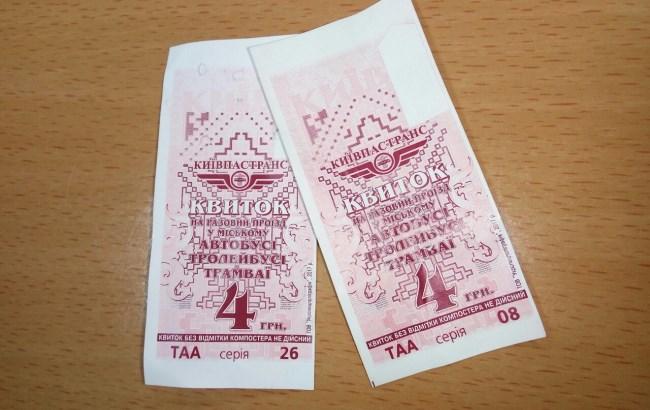 КИЇВ
КИЇВПАСТРАНС
КВИТОК
НА РАЗОВИЙ ПРОЇЗД
У МІСЬКОМУ
АВТОБУСІ
ТРОЛЕЙБУСІ
ТРАМВАЇ
4 ГРН.
КВИТОК БЕЗ ВІДМІТКИ КОМПОСТЕРА НЕ ДІЙСНИЙ
ТАА серія 26
КИЇВ
КИЇВПАСТРАНС
КВИТОК
НА РАЗОВИЙ ПРОЇЗД
У МІСЬКОМУ
АВТОБУСІ
ТРОЛЕЙБУСІ
ТРАМВАЇ
4 ГРН.
КВИТОК БЕЗ ВІДМІТКИ КОМПОСТЕРА НЕ ДІЙСНИЙ
ТАА серія 08